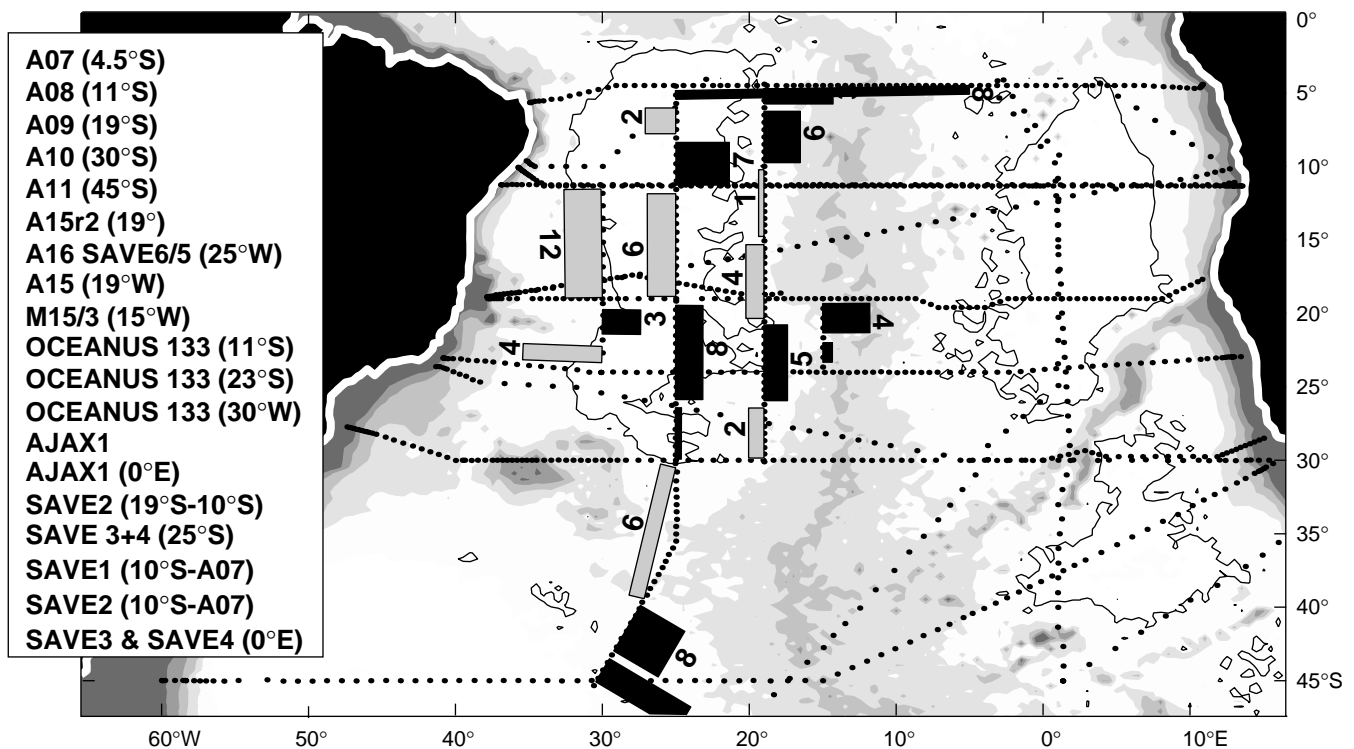 A07 (4.5°S)
A08 (11°S)
A09 (19°S)
A10 (30°S)
A11 (45°S)
A15r2 (19°)
A16 SAVE6/5 (25°W)
A15 (19°W)
M15/3 (15°W)
OCEANUS 133 (11°S)
OCEANUS 133 (23°S)
OCEANUS 133 (30°W)
AJAX1
AJAX1 (0°E)
SAVE2 (19°S-10°S)
SAVE 3+4 (25°S)
SAVE1 (10°S-A07)
SAVE2 (10°S-A07)
SAVE3 & SAVE4 (0°E)
0°
5°
10°
15°
20°
25°
30°
35°
40°
45°S
8
2
6
7
1
12
6
4
3
8
5
4
4
2
6
8
60°W
50°
40°
30°
20°
10°
0°
10°E